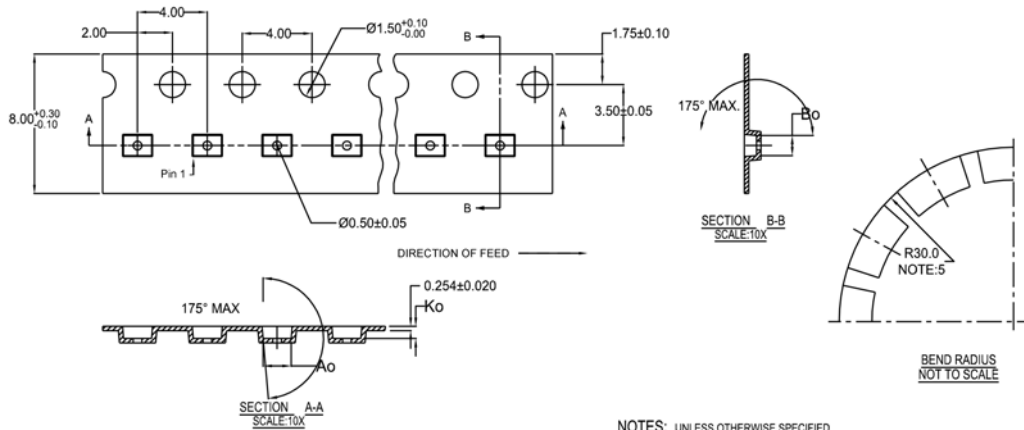 4.00
2.00
4.00
Ø1.50+0.10 -0.00
B
1.75±0.10
8.00+0.30 -0.10
A
A
3.50±0.05
175° MAX.
Bo
Pin 1
Ø0.50±0.05
B
SECTION B-B
SCALE:10X
DIRECTION OF FEED
R30.0
NOTE:5
175° MAX
0.254±0.020
Ko
Ao
SECTION A-A
SCALE:10X
BEND RADIUS
NOT TO SCALE
NOTES: UNLESS OTHERWISE SPECIFIED